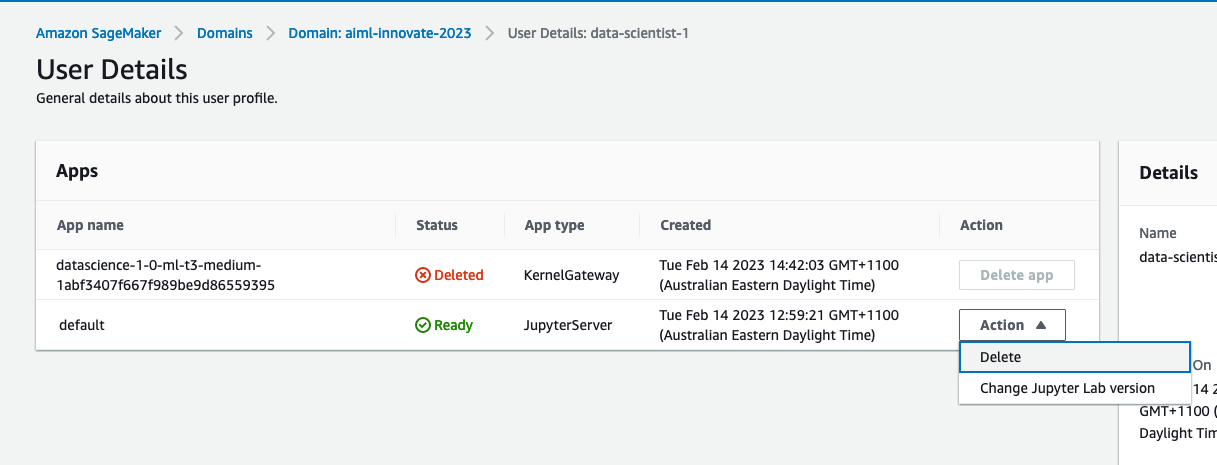 Amazon SageMaker > Domains > Domain: aiml-innovate-2023 > User Details: data-scientist-1
User Details
General details about this user profile.
Apps
App name Status App type Created Action
datascience-1-0-ml-t3-medium-
1abf3407f667f989be9d86559395
Deleted
KernelGateway
Tue Feb 14 2023 14:42:03 GMT+1100
(Australian Eastern Daylight Time)
Delete app
default
Ready
JupyterServer
Tue Feb 14 2023 12:59:21 GMT+1100
(Australian Eastern Daylight Time)
Action
Delete
Change Jupyter Lab version
Details
Name
data-scientis
On
14 2
GMT+1100 (
Daylight Tim